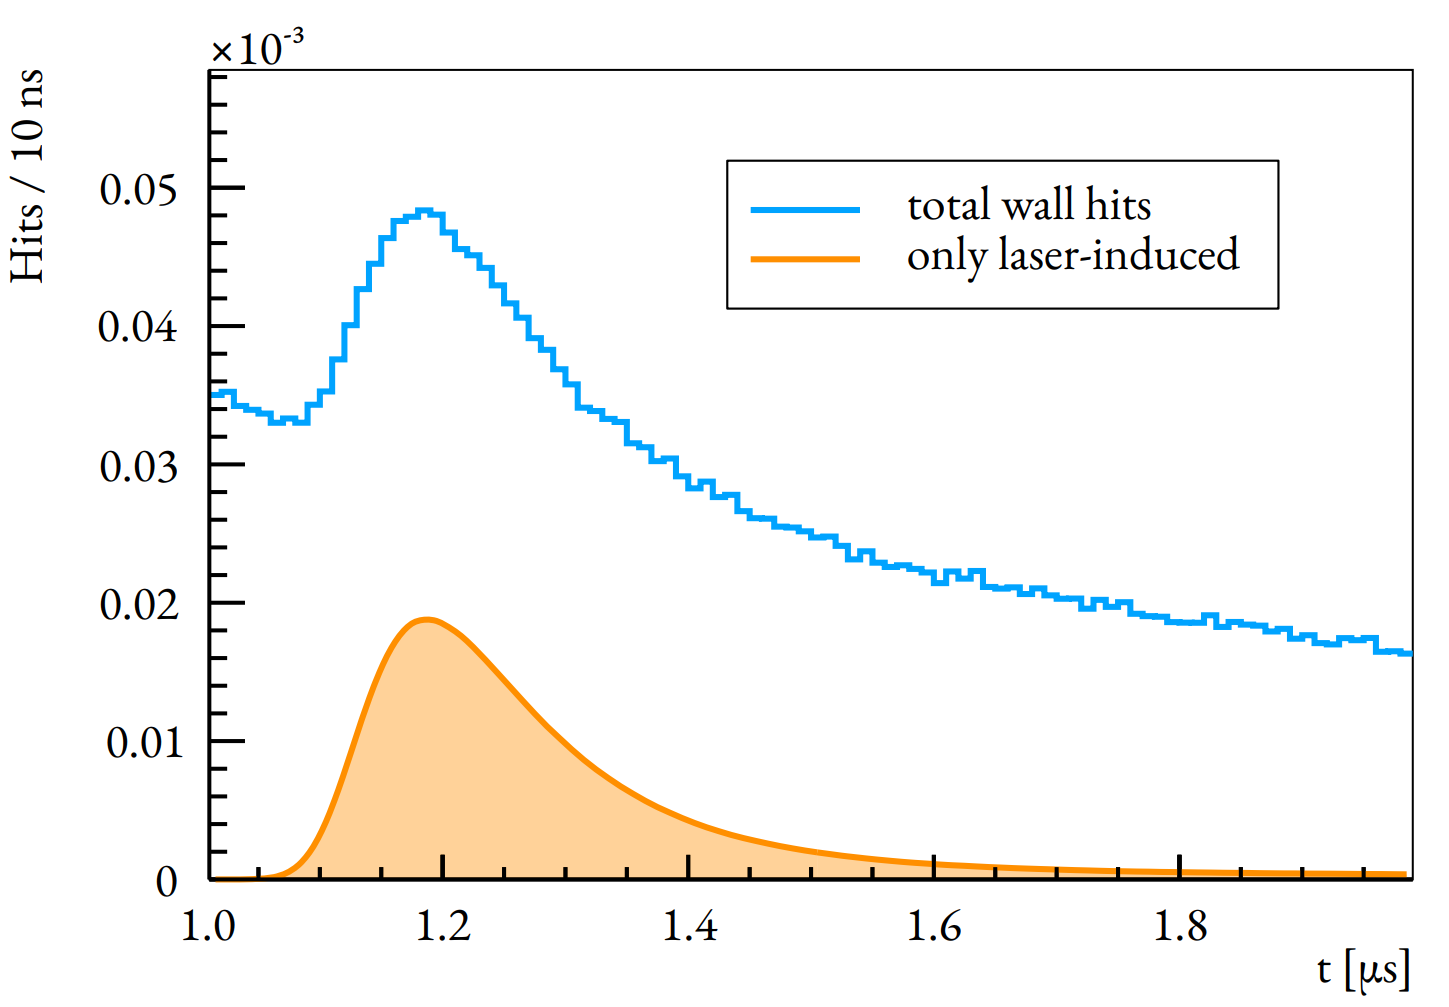 ×10⁻³
Hits / 10 ns
0.05
0.04
0.03
0.02
0.01
0
total wall hits
only laser-induced
1.0 1.2 1.4 1.6 1.8
t [μs]